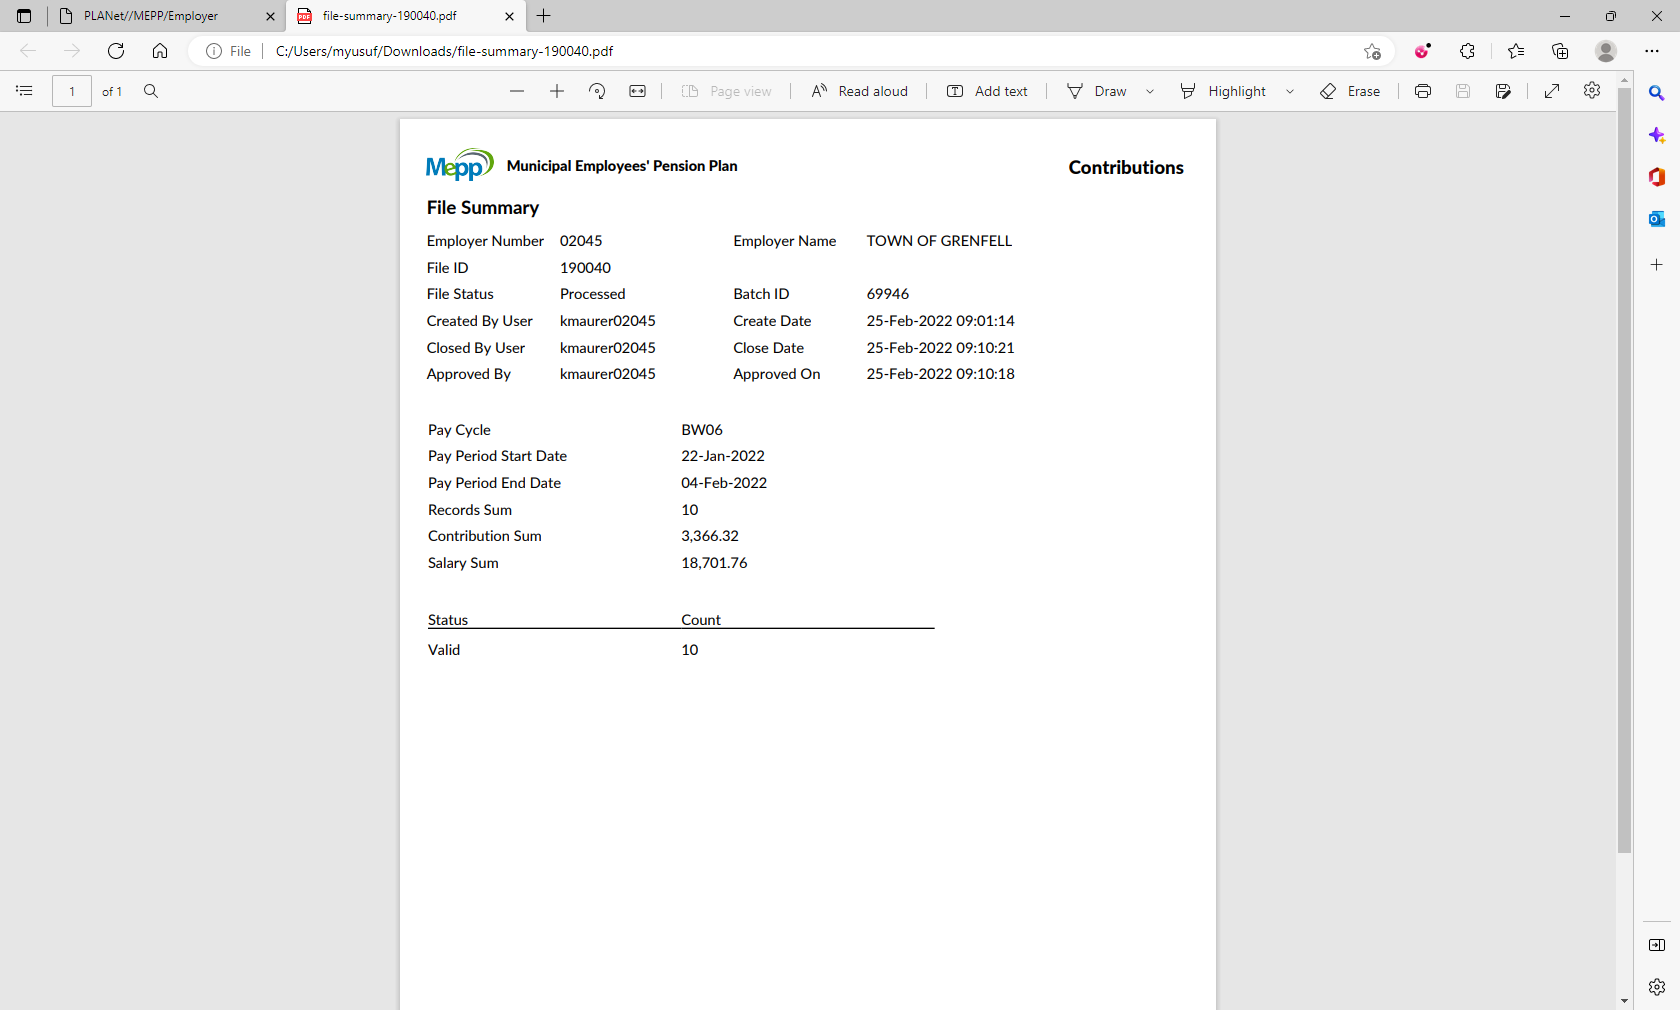 PLANet//MEPP/Employer
file-summary-190040.pdf
File
C:/Users/myusuf/Downloads/file-summary-190040.pdf
1 of 1
Page view
Read aloud
Add text
Draw
Highlight
Erase
Mepp Municipal Employees' Pension Plan
Contributions
File Summary
Employer Number 02045 Employer Name TOWN OF GRENFELL
File ID 190040
File Status Processed Batch ID 69946
Created By User kmaurer02045 Create Date 25-Feb-2022 09:01:14
Closed By User kmaurer02045 Close Date 25-Feb-2022 09:10:21
Approved By kmaurer02045 Approved On 25-Feb-2022 09:10:18
Pay Cycle BW06
Pay Period Start Date 22-Jan-2022
Pay Period End Date 04-Feb-2022
Records Sum 10
Contribution Sum 3,366.32
Salary Sum 18,701.76
Status Count
Valid 10